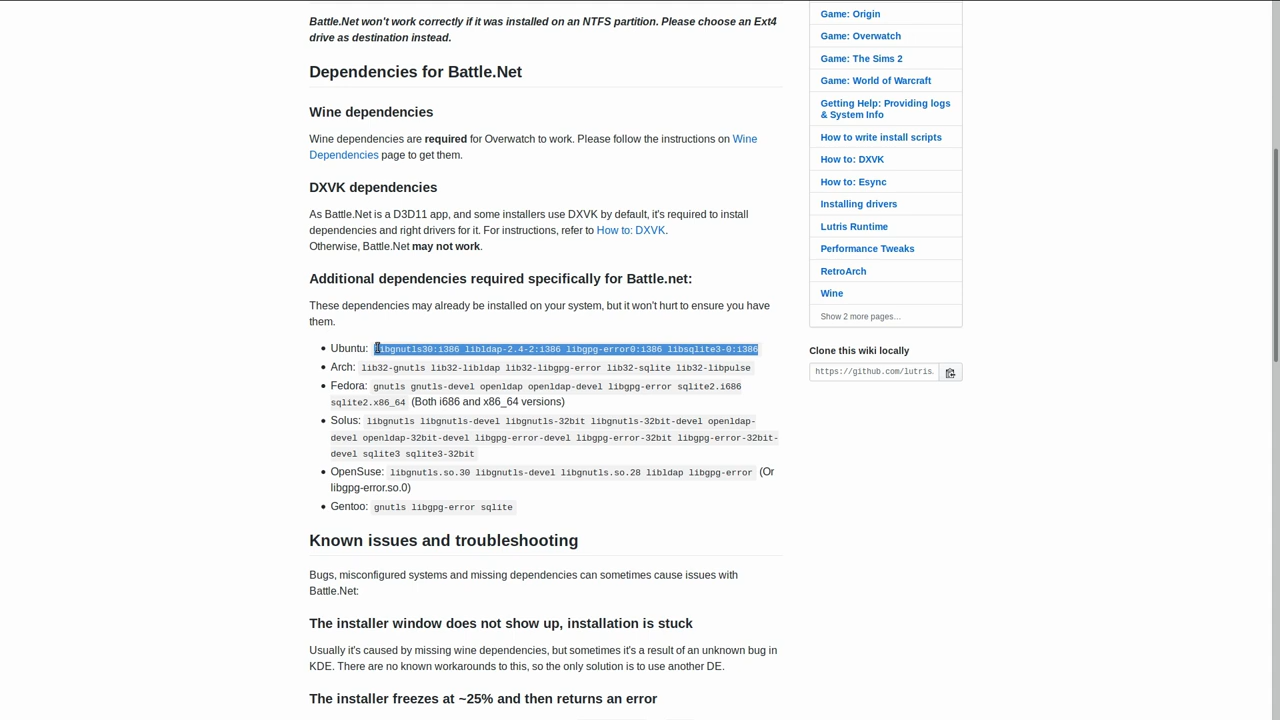 Battle.Net won't work correctly if it was installed on an NTFS partition. Please choose an Ext4
drive as destination instead.
Dependencies for Battle.Net
Wine dependencies
Wine dependencies are required for Overwatch to work. Please follow the instructions on Wine
Dependencies page to get them.
DXVK dependencies
As Battle.Net is a D3D11 app, and some installers use DXVK by default, it's required to install
dependencies and right drivers for it. For instructions, refer to How to: DXVK.
Otherwise, Battle.Net may not work.
Additional dependencies required specifically for Battle.net:
These dependencies may already be installed on your system, but it won't hurt to ensure you have
them.
Ubuntu: libgnutls30:i386 libldap-2.4-2:i386 libgpg-error0:i386 libsqlite3-0:i386
Arch: lib32-gnutls lib32-libldap lib32-libgpg-error lib32-sqlite lib32-libpulse
Fedora: gnutls gnutls-devel openldap openldap-devel libgpg-error sqlite2.i686
sqlite2.x86_64 (Both i686 and x86_64 versions)
Solus: libgnutls libgnutls-devel libgnutls-32bit libgnutls-32bit-devel openldap-
devel openldap-32bit-devel libgpg-error-devel libgpg-error-32bit libgpg-error-32bit-
devel sqlite3 sqlite3-32bit
OpenSuse: libgnutls.so.30 libgnutls-devel libgnutls.so.28 libldap libgpg-error (Or
libgpg-error.so.0)
Gentoo: gnutls libgpg-error sqlite
Known issues and troubleshooting
Bugs, misconfigured systems and missing dependencies can sometimes cause issues with
Battle.Net:
The installer window does not show up, installation is stuck
Usually it's caused by missing wine dependencies, but sometimes it's a result of an unknown bug in
KDE. There are no known workarounds to this, so the only solution is to use another DE.
The installer freezes at ~25% and then returns an error
Game: Origin
Game: Overwatch
Game: The Sims 2
Game: World of Warcraft
Getting Help: Providing logs
& System Info
How to write install scripts
How to: DXVK
How to: Esync
Installing drivers
Lutris Runtime
Performance Tweaks
RetroArch
Wine
Show 2 more pages…
Clone this wiki locally
https://github.com/lutris.